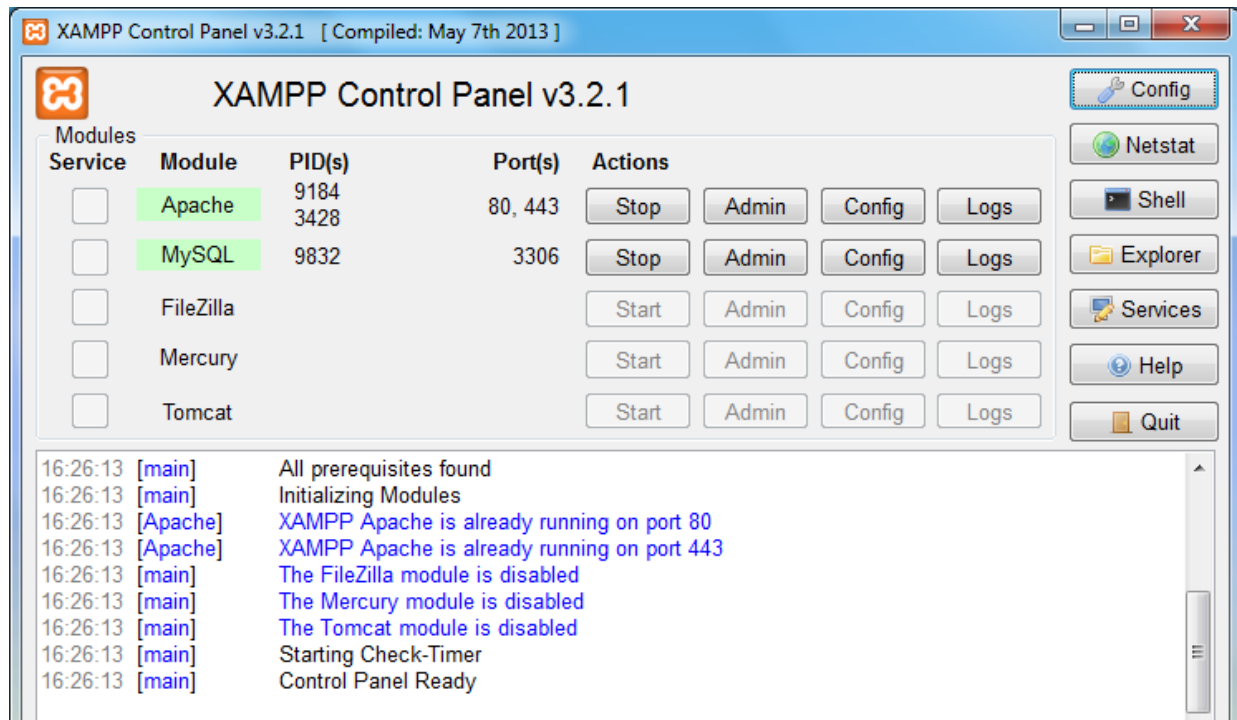 XAMPP Control Panel v3.2.1 [ Compiled: May 7th 2013 ]
XAMPP Control Panel v3.2.1
Config
Modules
Service Module PID(s) Port(s) Actions
Netstat
Apache 9184 3428 80, 443 Stop Admin Config Logs
Shell
MySQL 9832 3306 Stop Admin Config Logs
Explorer
FileZilla Start Admin Config Logs
Services
Mercury Start Admin Config Logs
Help
Tomcat Start Admin Config Logs
Quit
16:26:13 [main] All prerequisites found
16:26:13 [main] Initializing Modules
16:26:13 [Apache] XAMPP Apache is already running on port 80
16:26:13 [Apache] XAMPP Apache is already running on port 443
16:26:13 [main] The FileZilla module is disabled
16:26:13 [main] The Mercury module is disabled
16:26:13 [main] The Tomcat module is disabled
16:26:13 [main] Starting Check-Timer
16:26:13 [main] Control Panel Ready